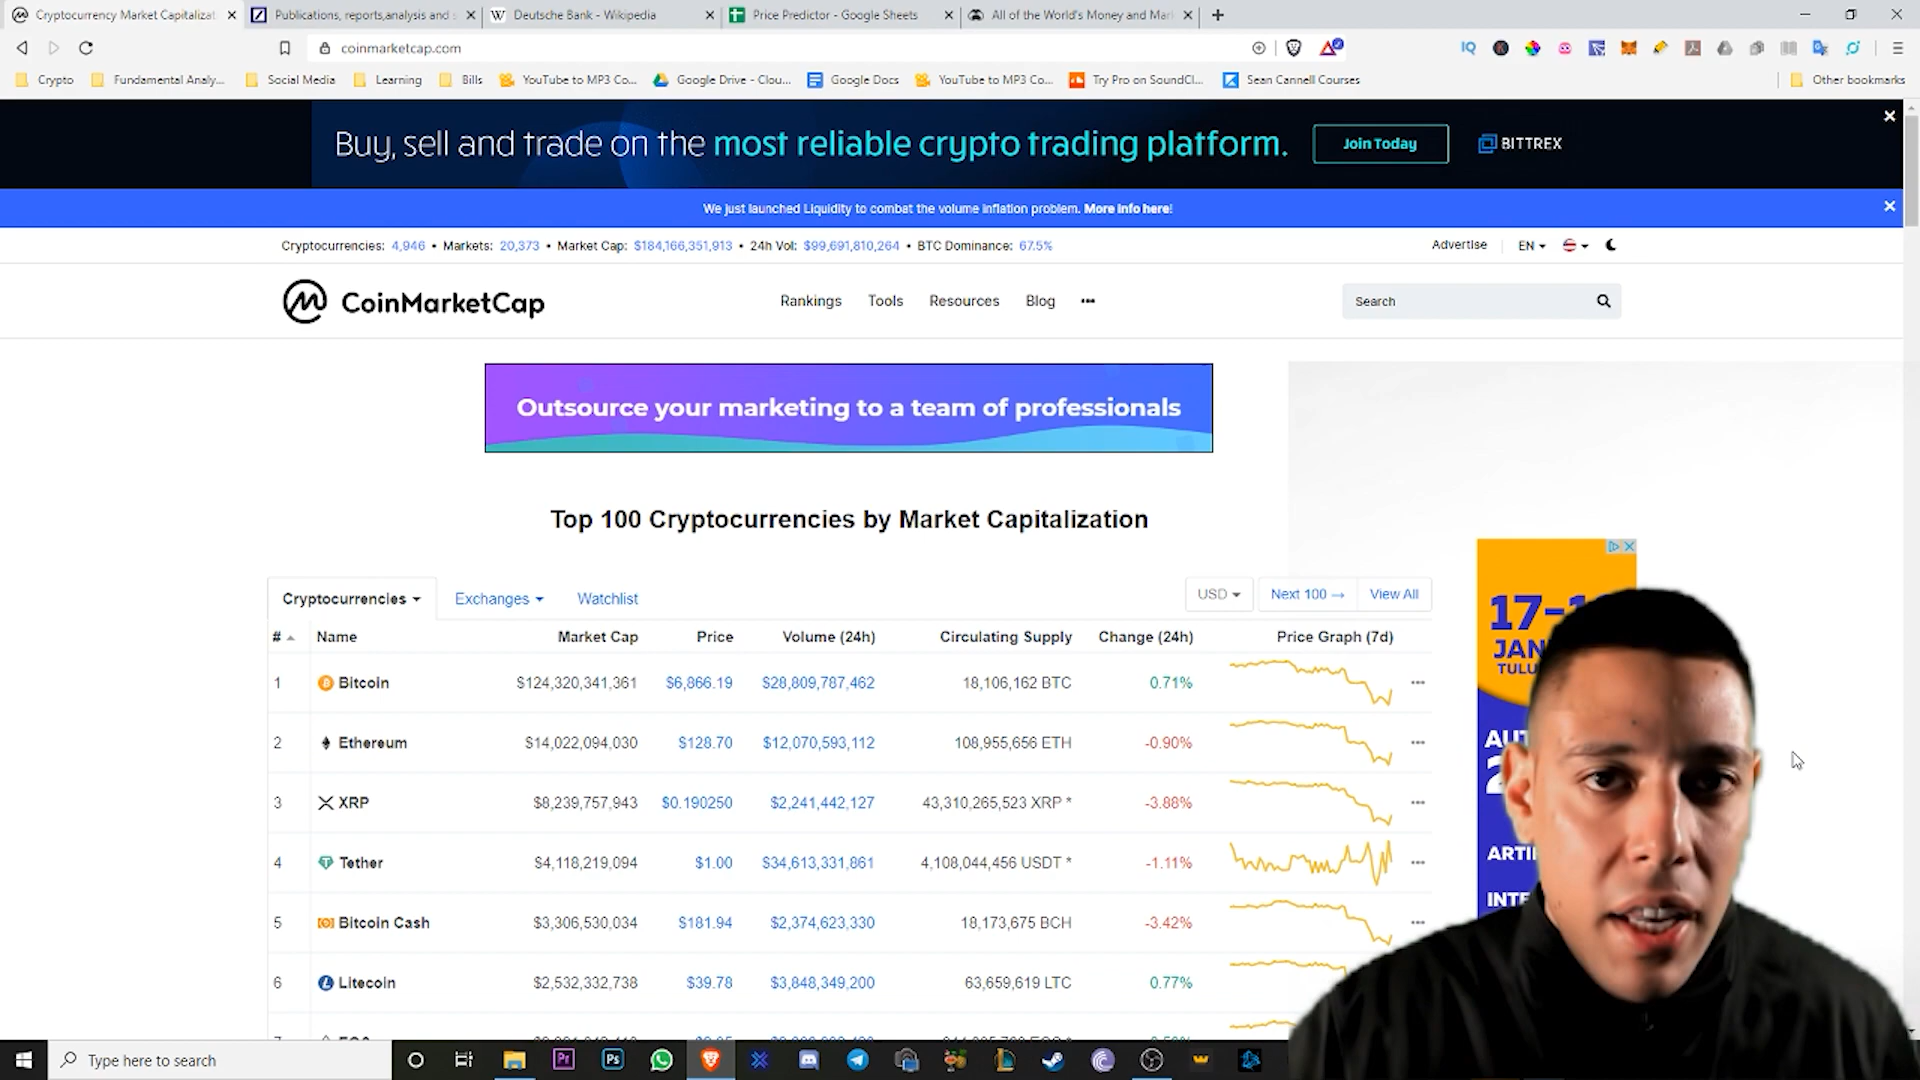 Cryptocurrency Market Capitalizat
Publications, reports,analysis and s
Deutsche Bank - Wikipedia
Price Predictor - Google Sheets
All of the World's Money and Mar
coinmarketcap.com
Crypto
Fundamental Analy...
Social Media
Learning
Bills
YouTube to MP3 Co...
Google Drive - Clou...
Google Docs
YouTube to MP3 Co...
Try Pro on SoundCl...
Sean Cannell Courses
Other bookmarks
Buy, sell and trade on the most reliable crypto trading platform.
Join Today
BITTREX
We just launched Liquidity to combat the volume inflation problem. More info here!
Cryptocurrencies: 4,946 • Markets: 20,373 • Market Cap: $184,166,351,913 • 24h Vol: $99,691,810,264 • BTC Dominance: 67.5%
Advertise
EN
CoinMarketCap
Rankings
Tools
Resources
Blog
Search
Outsource your marketing to a team of professionals
Top 100 Cryptocurrencies by Market Capitalization
Cryptocurrencies
Exchanges
Watchlist
USD
Next 100 →
View All
# Name Market Cap Price Volume (24h) Circulating Supply Change (24h) Price Graph (7d)
1 Bitcoin $124,320,341,361 $6,866.19 $28,809,787,462 18,106,162 BTC 0.71%
2 Ethereum $14,022,094,030 $128.70 $12,070,593,112 108,955,656 ETH -0.90%
3 XRP $8,239,757,943 $0.190250 $2,241,442,127 43,310,265,523 XRP * -3.88%
4 Tether $4,118,219,094 $1.00 $34,613,331,861 4,108,044,456 USDT * -1.11%
5 Bitcoin Cash $3,306,530,034 $181.94 $2,374,623,330 18,173,675 BCH -3.42%
6 Litecoin $2,532,332,738 $39.78 $3,848,349,200 63,659,619 LTC 0.77%
17-1
JAN
TULU
AU
2
ARTI
INTE
Type here to search